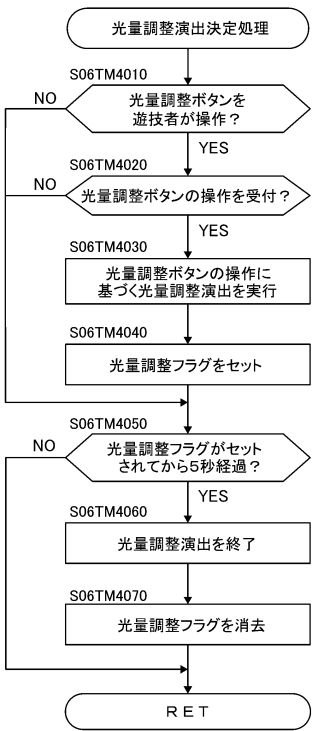 光量調整演出決定処理
S06TM4010
NO
光量調整ボタンを
遊技者が操作？
YES
S06TM4020
NO
光量調整ボタンの操作を受付？
YES
S06TM4030
光量調整ボタンの操作に
基づく光量調整演出を実行
S06TM4040
光量調整フラグをセット
S06TM4050
NO
光量調整フラグがセット
されてから５秒経過？
YES
S06TM4060
光量調整演出を終了
S06TM4070
光量調整フラグを消去
ＲＥＴ